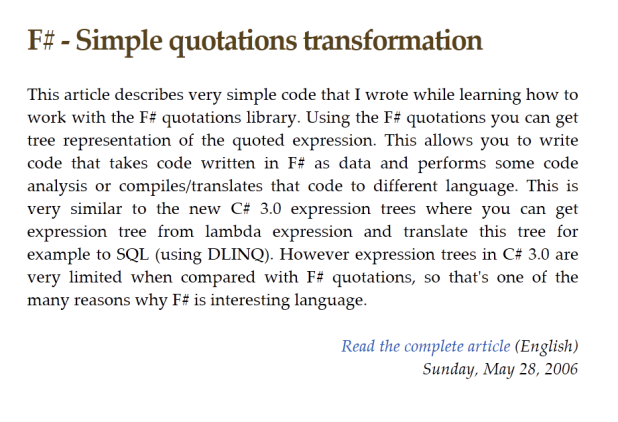 F# - Simple quotations transformation
This article describes very simple code that I wrote while learning how to
work with the F# quotations library. Using the F# quotations you can get
tree representation of the quoted expression. This allows you to write
code that takes code written in F# as data and performs some code
analysis or compiles/translates that code to different language. This is
very similar to the new C# 3.0 expression trees where you can get
expression tree from lambda expression and translate this tree for
example to SQL (using DLINQ). However expression trees in C# 3.0 are
very limited when compared with F# quotations, so that's one of the
many reasons why F# is interesting language.
Read the complete article (English)
Sunday, May 28, 2006